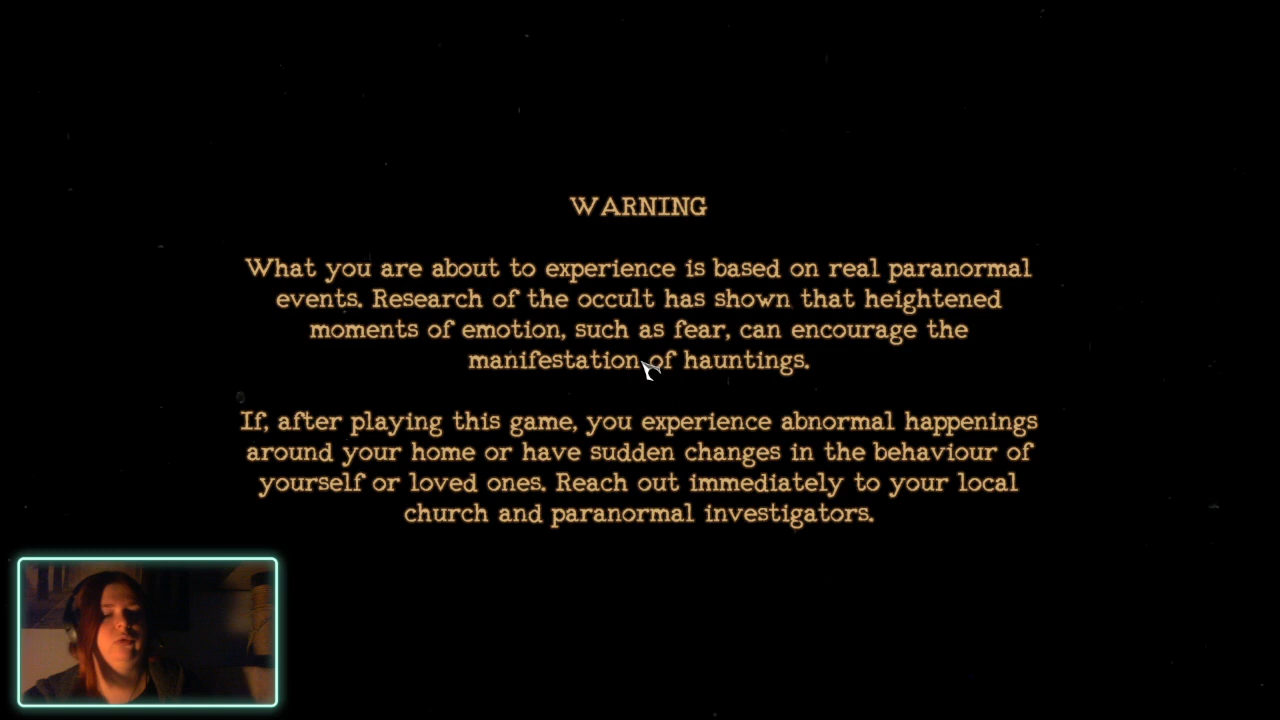 WARNING
What you are about to experience is based on real paranormal
events. Research of the occult has shown that heightened
moments of emotion, such as fear, can encourage the
manifestation of hauntings.
If, after playing this game, you experience abnormal happenings
around your home or have sudden changes in the behaviour of
yourself or loved ones. Reach out immediately to your local
church and paranormal investigators.